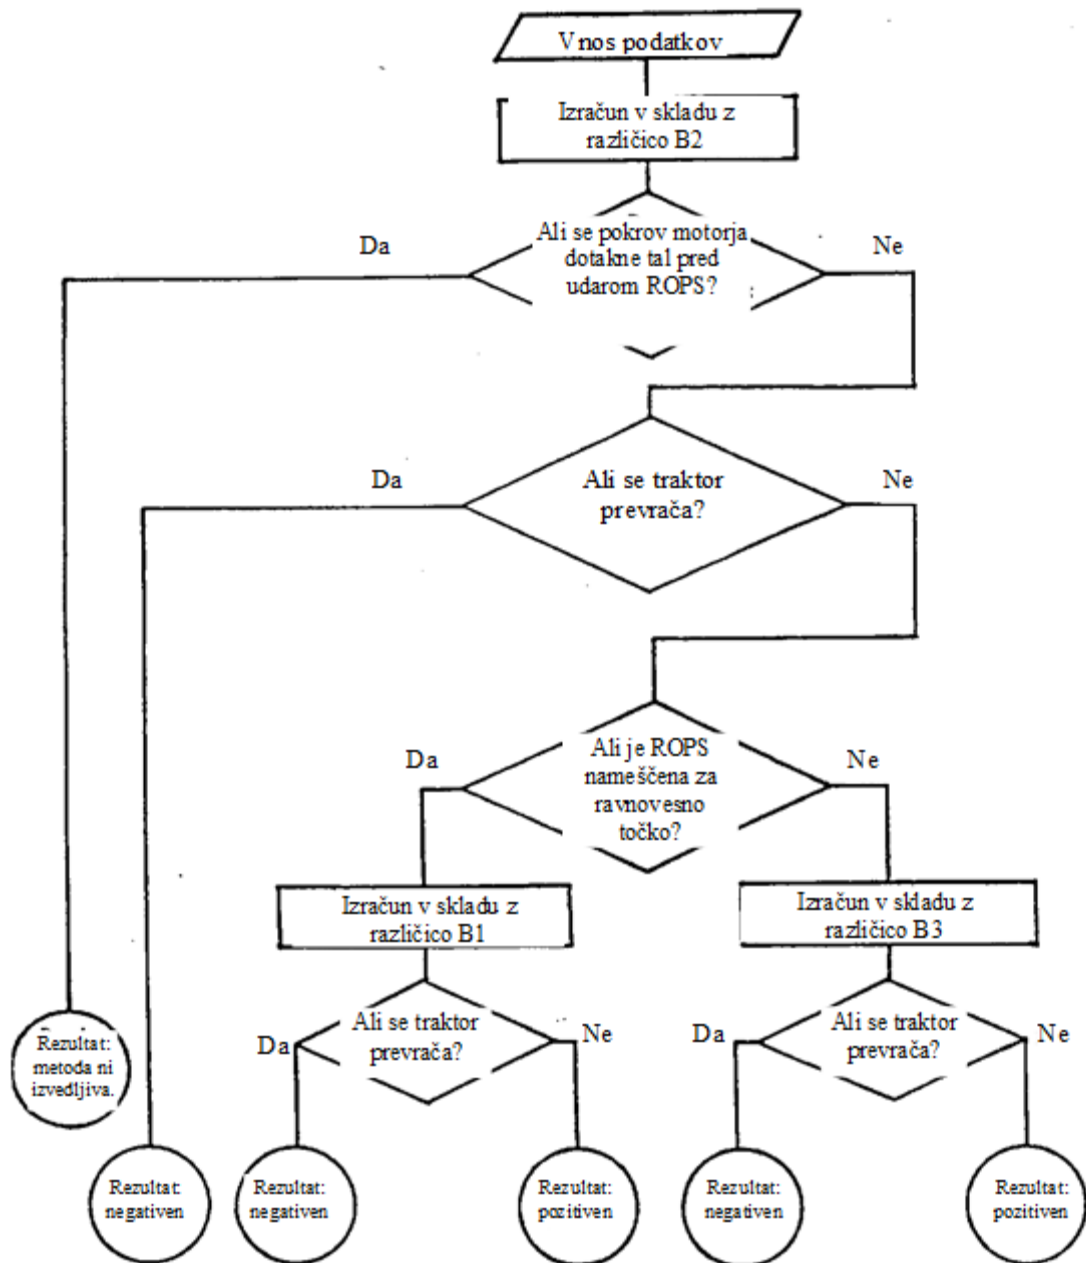 Vnos podatkov
Izračun v skladu z
različico B2
Ali se pokrov motorja
dotakne tal pred
udarom ROPS?
Da
Ne
Ali se traktor
prevrača?
Da
Ne
Ali je ROPS
nameščena za
ravnovesno
točko?
Da
Ne
Izračun v skladu z
različico B1
Izračun v skladu z
različico B3
Ali se traktor
prevrača?
Da
Ne
Ali se traktor
prevrača?
Da
Ne
Rezultat:
metoda ni
izvedljiva.
Rezultat:
negativen
Rezultat:
negativen
Rezultat:
pozitiven
Rezultat:
negativen
Rezultat:
pozitiven